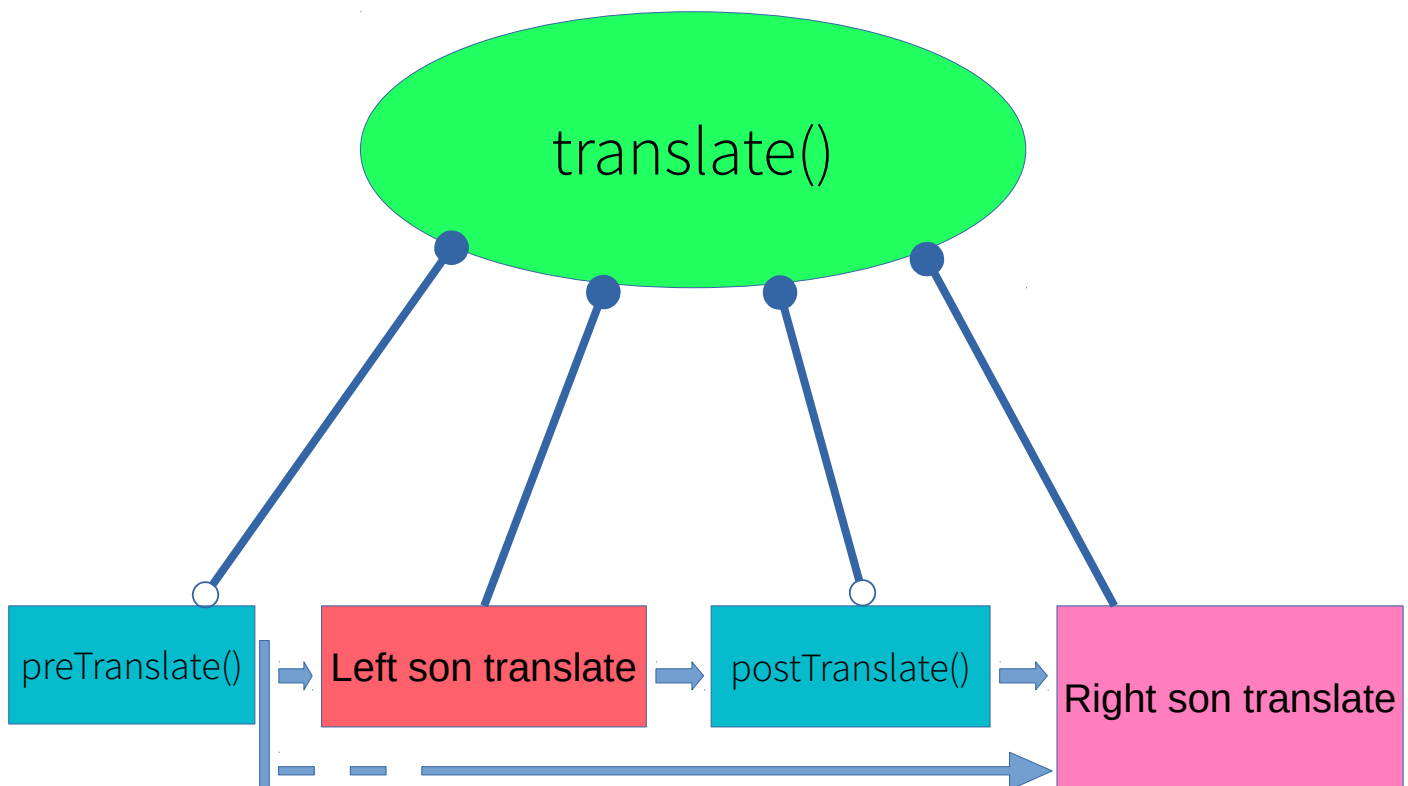 translate()
preTranslate()
Left son translate
postTranslate()
Right son translate